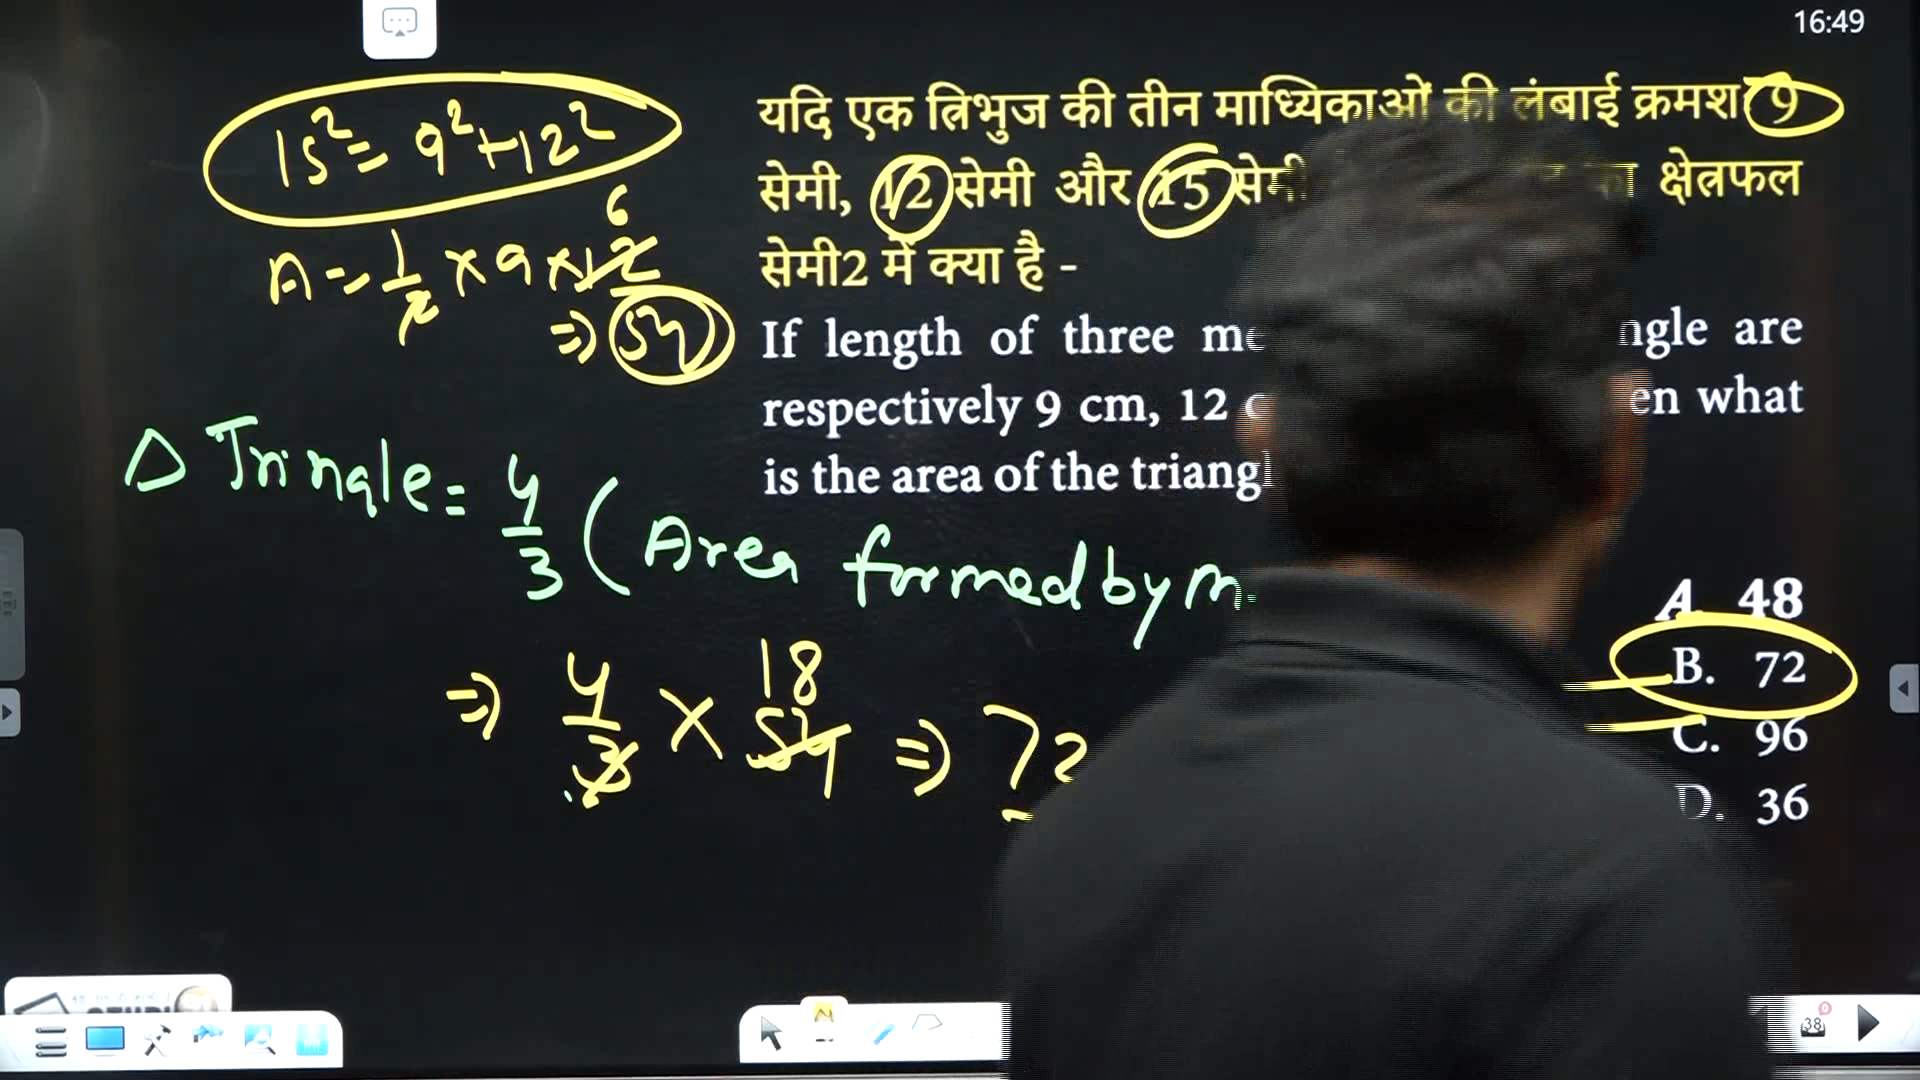 16:49
15² = 9² + 12²
A = 1/2 × 9 × 12 6
⇒ 54
यदि एक त्रिभुज की तीन माध्यिकाओं की लंबाई क्रमश 9
सेमी, 12 सेमी और 15 सेमी का क्षेत्रफल
सेमी2 में क्या है -
If length of three ngle are
respectively 9 cm, 12 en what
is the area of the triangl
Δ Tringle = 4/3 ( Area formed by m.
⇒ 4/3 × 54 18 ⇒ 72
A. 48
B. 72
C. 96
D. 36
38